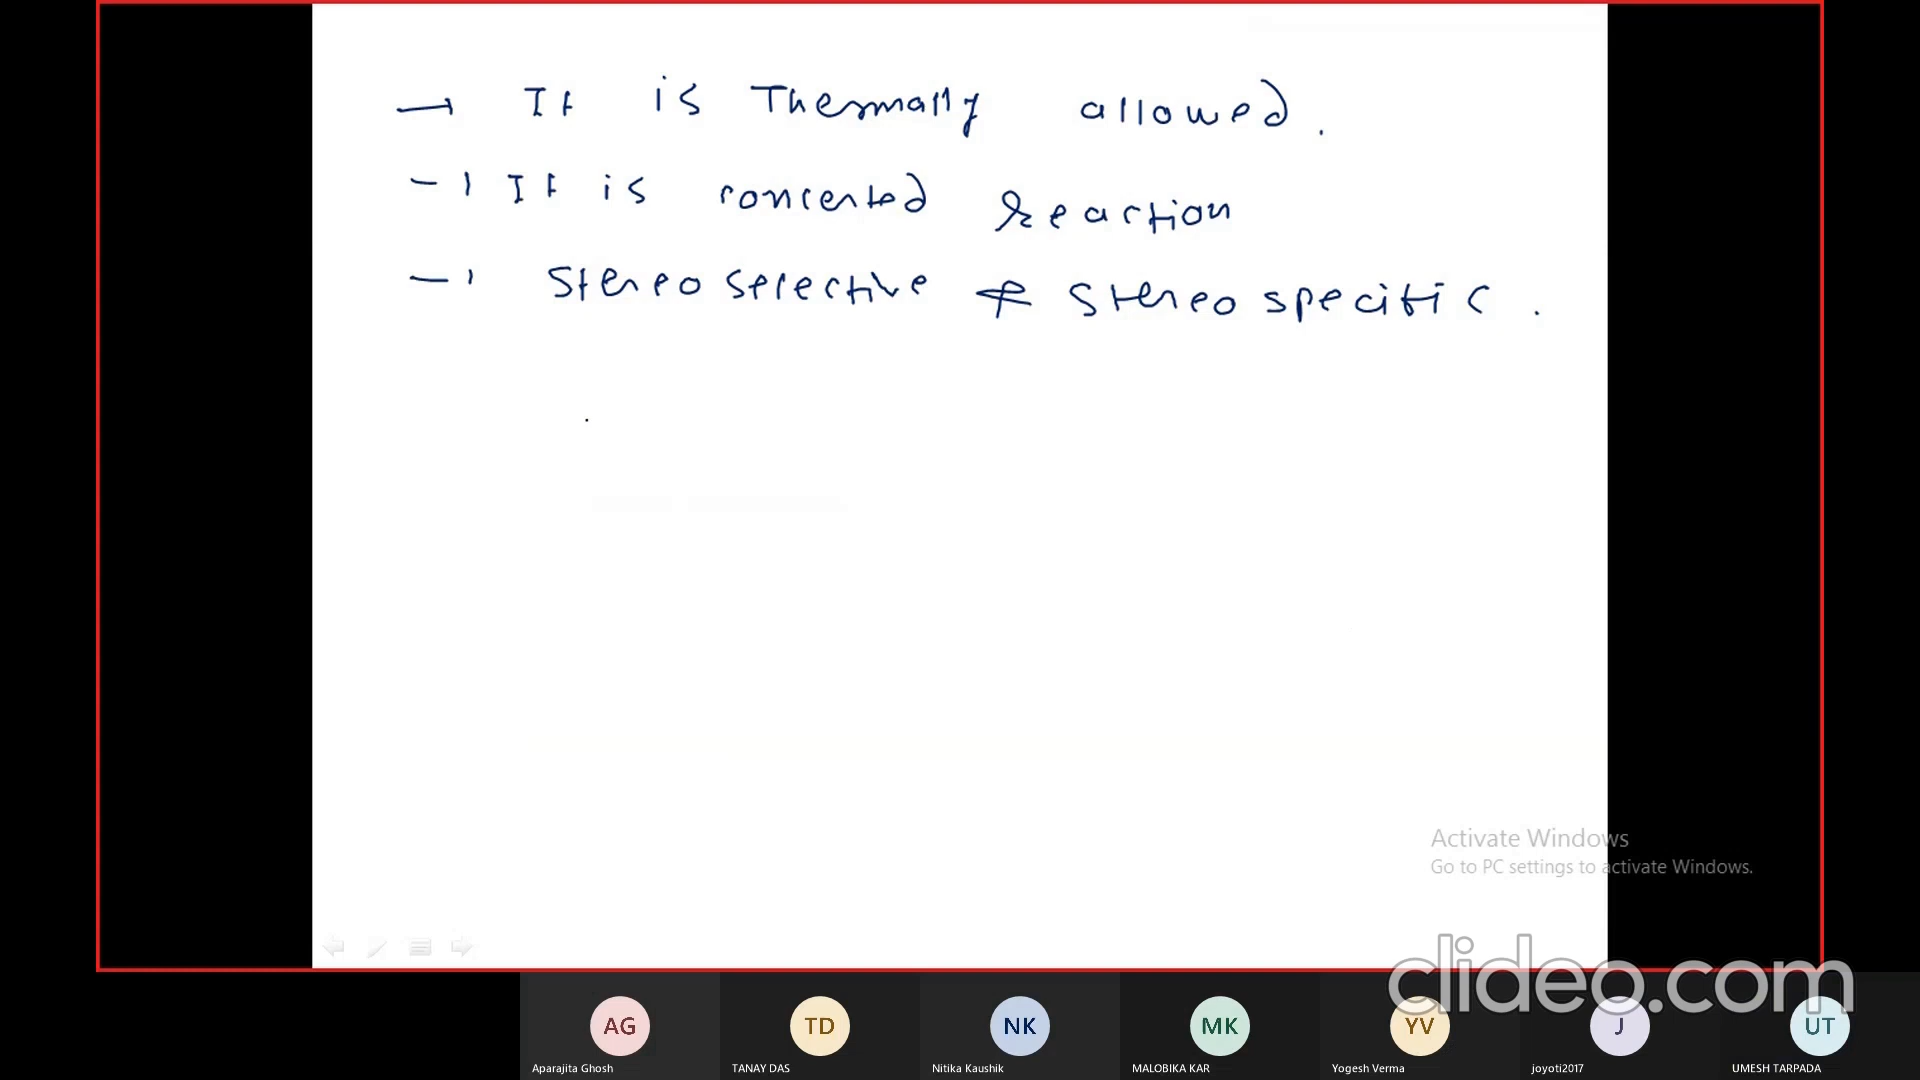 → It is Thermally allowed.
→ It is concerted Reaction
→ Stereo selective & stereo specific.
Activate Windows
Go to PC settings to activate Windows.
clideo.com
AG TD NK MK YV J UT
Aparajita Ghosh TANAY DAS Nitika Kaushik MALOBIKA KAR Yogesh Verma joyoti2017 UMESH TARPADA